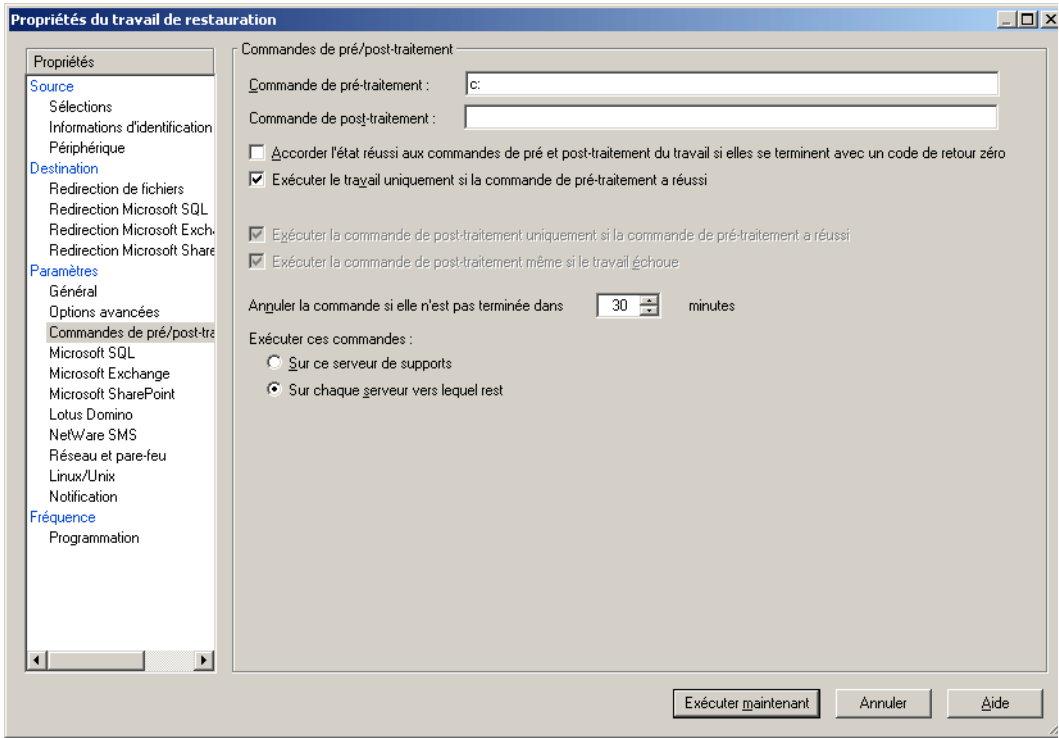 Propriétés du travail de restauration
Propriétés
Source
Sélections
Informations d'identification
Périphérique
Destination
Redirection de fichiers
Redirection Microsoft SQL
Redirection Microsoft Exch
Redirection Microsoft Share
Paramètres
Général
Options avancées
Commandes de pré/post-tra
Microsoft SQL
Microsoft Exchange
Microsoft SharePoint
Lotus Domino
NetWare SMS
Réseau et pare-feu
Linux/Unix
Notification
Fréquence
Programmation
Commandes de pré/post-traitement
Commande de pré-traitement : c:
Commande de post-traitement :
Accorder l'état réussi aux commandes de pré et post-traitement du travail si elles se terminent avec un code de retour zéro
Exécuter le travail uniquement si la commande de pré-traitement a réussi
Exécuter la commande de post-traitement uniquement si la commande de pré-traitement a réussi
Exécuter la commande de post-traitement même si le travail échoue
Annuler la commande si elle n'est pas terminée dans 30 minutes
Exécuter ces commandes :
Sur ce serveur de supports
Sur chaque serveur vers lequel rest
Exécuter maintenant Annuler Aide